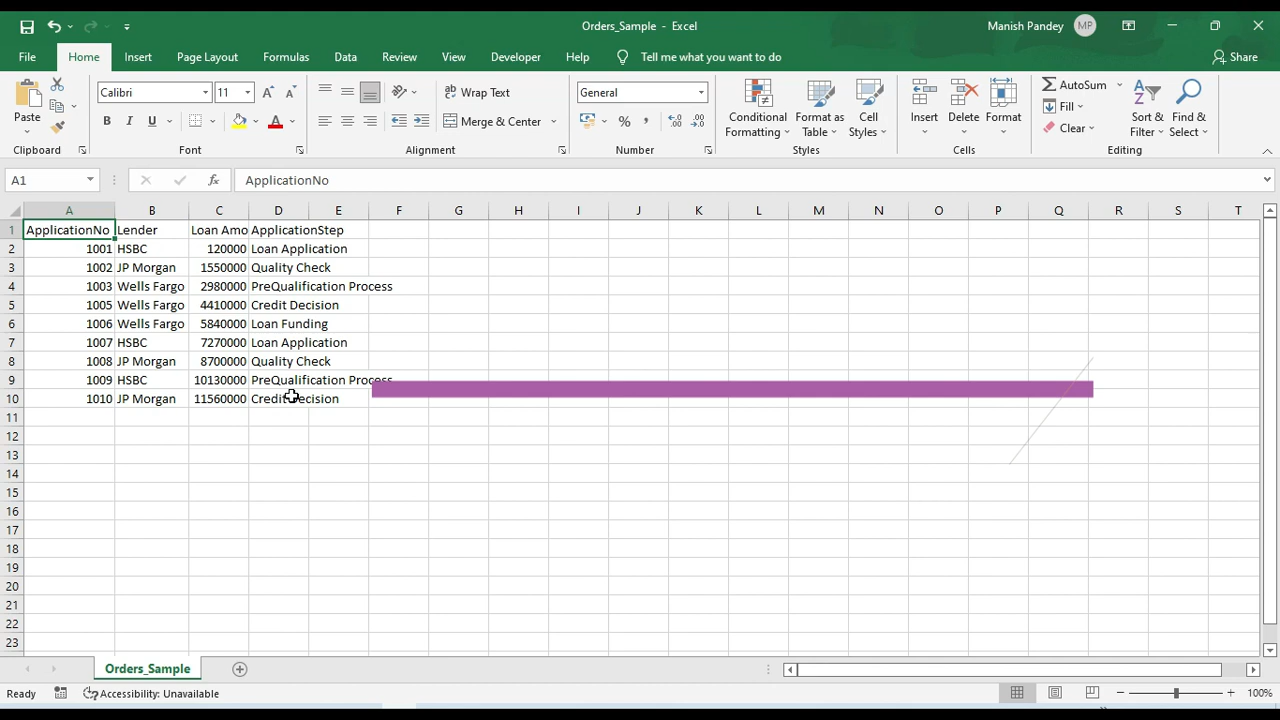 Orders_Sample - Excel
Manish Pandey MP
File Home Insert Page Layout Formulas Data Review View Developer Help Tell me what you want to do Share
Paste
Calibri 11 A A
B I U A
Wrap Text
Merge & Center
General
% ,
Conditional Formatting
Format as Table
Cell Styles
Insert
Delete
Format
AutoSum
Fill
Clear
Sort & Filter
Find & Select
Clipboard Font Alignment Number Styles Cells Editing
A1 fx ApplicationNo
A B C D E F G H I J K L M N O P Q R S T
1 ApplicationNo Lender Loan Amo ApplicationStep
2 1001 HSBC 120000 Loan Application
3 1002 JP Morgan 1550000 Quality Check
4 1003 Wells Fargo 2980000 PreQualification Process
5 1005 Wells Fargo 4410000 Credit Decision
6 1006 Wells Fargo 5840000 Loan Funding
7 1007 HSBC 7270000 Loan Application
8 1008 JP Morgan 8700000 Quality Check
9 1009 HSBC 10130000 PreQualification Process
10 1010 JP Morgan 11560000 Credit Decision
11
12
13
14
15
16
17
18
19
20
21
22
23
Orders_Sample
Ready Accessibility: Unavailable 100%